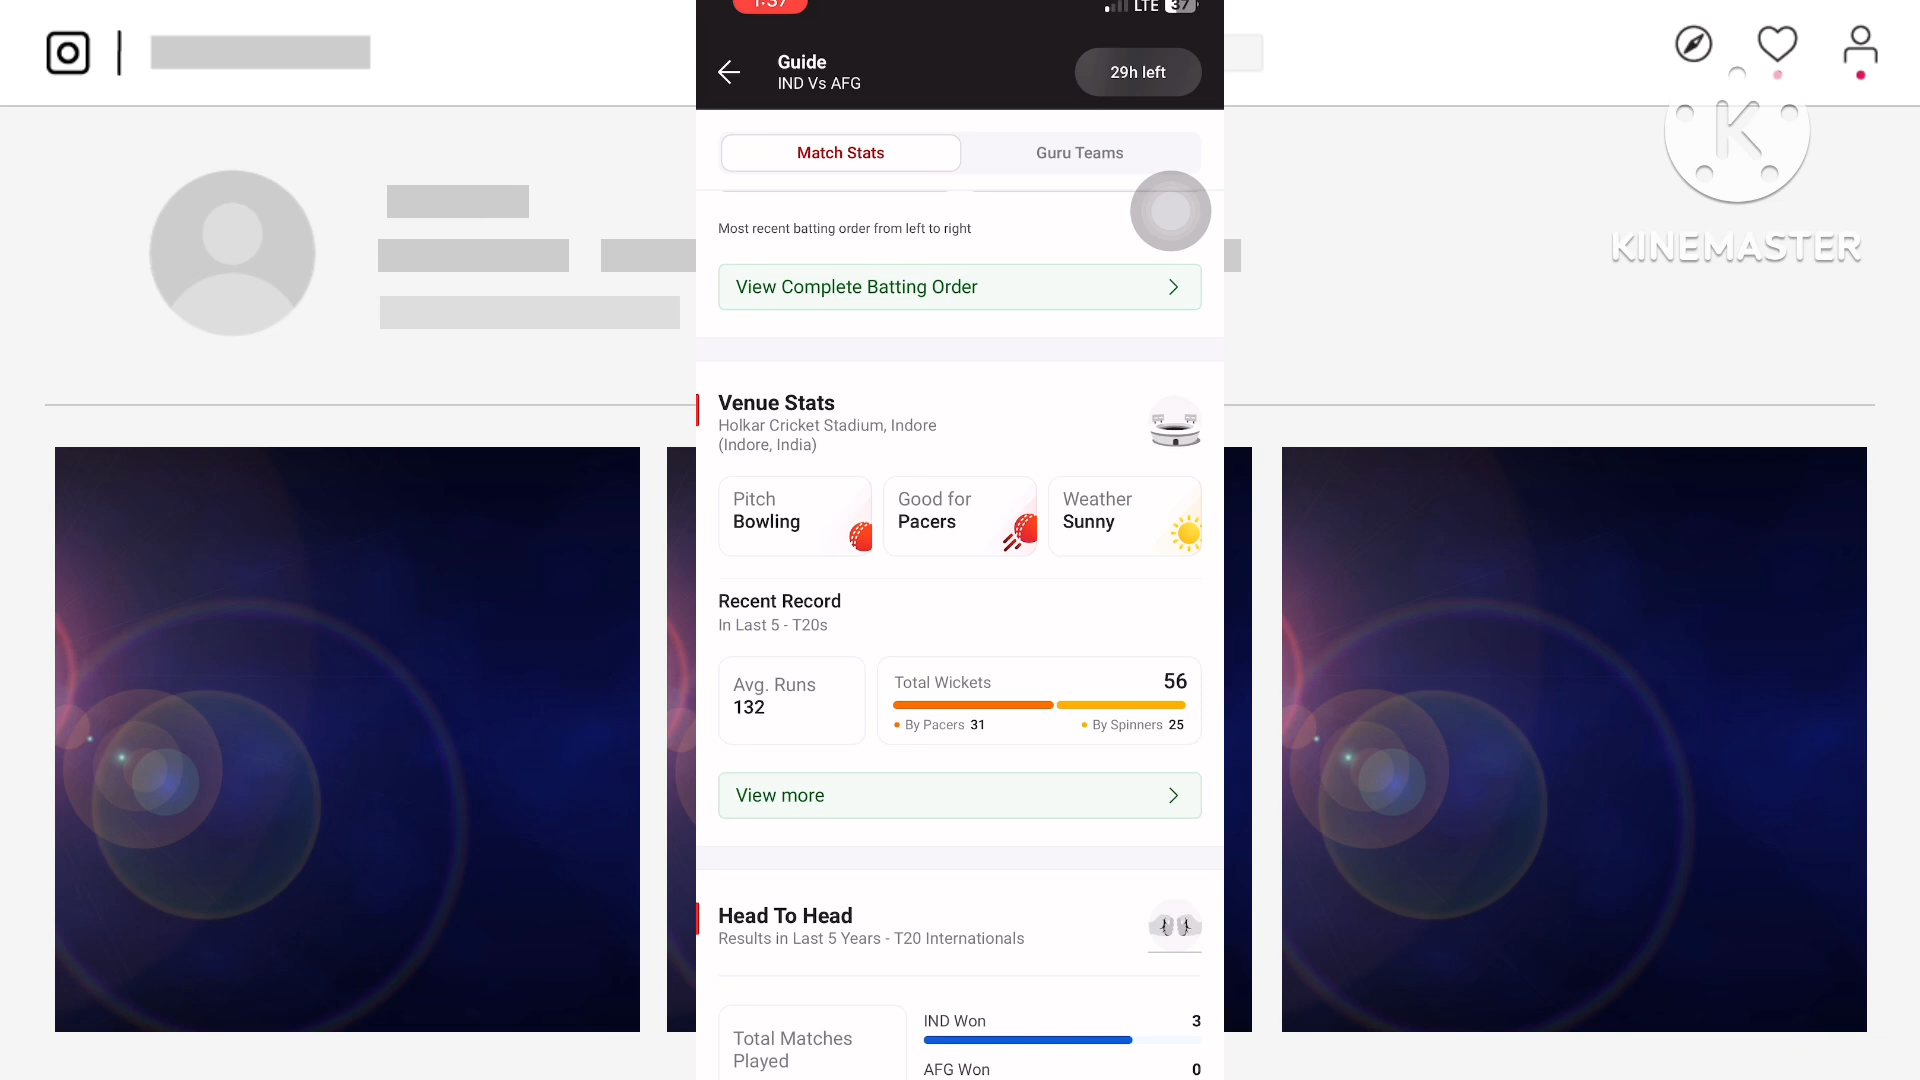 1:37
LTE
37
Guide
IND Vs AFG
29h left
Match Stats
Guru Teams
Most recent batting order from left to right
View Complete Batting Order
Venue Stats
Holkar Cricket Stadium, Indore
(Indore, India)
Pitch
Bowling
Good for
Pacers
Weather
Sunny
Recent Record
In Last 5 - T20s
Avg. Runs
132
Total Wickets
56
By Pacers 31
By Spinners 25
View more
Head To Head
Results in Last 5 Years - T20 Internationals
Total Matches
Played
IND Won
3
AFG Won
0
K
KINEMASTER